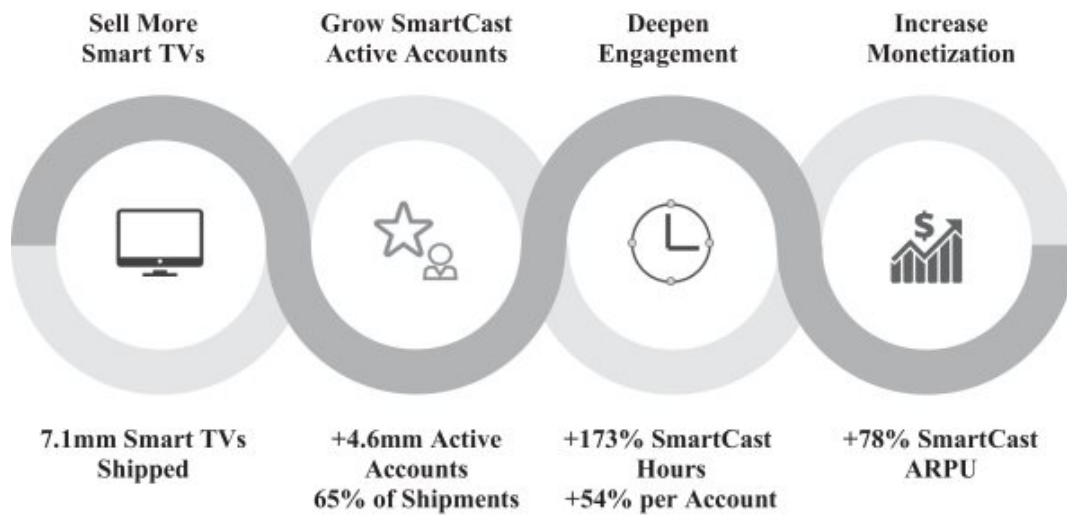 Sell More
Smart TVs
Grow SmartCast
Active Accounts
Deepen
Engagement
Increase
Monetization
$
7.1mm Smart TVs
Shipped
+4.6mm Active
Accounts
65% of Shipments
+173% SmartCast
Hours
+54% per Account
+78% SmartCast
ARPU